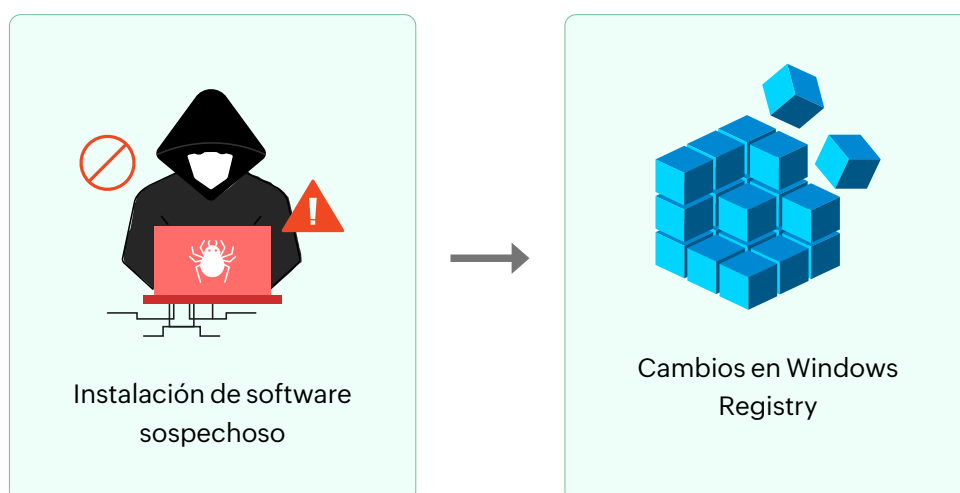 Instalación de software
sospechoso
Cambios en Windows
Registry